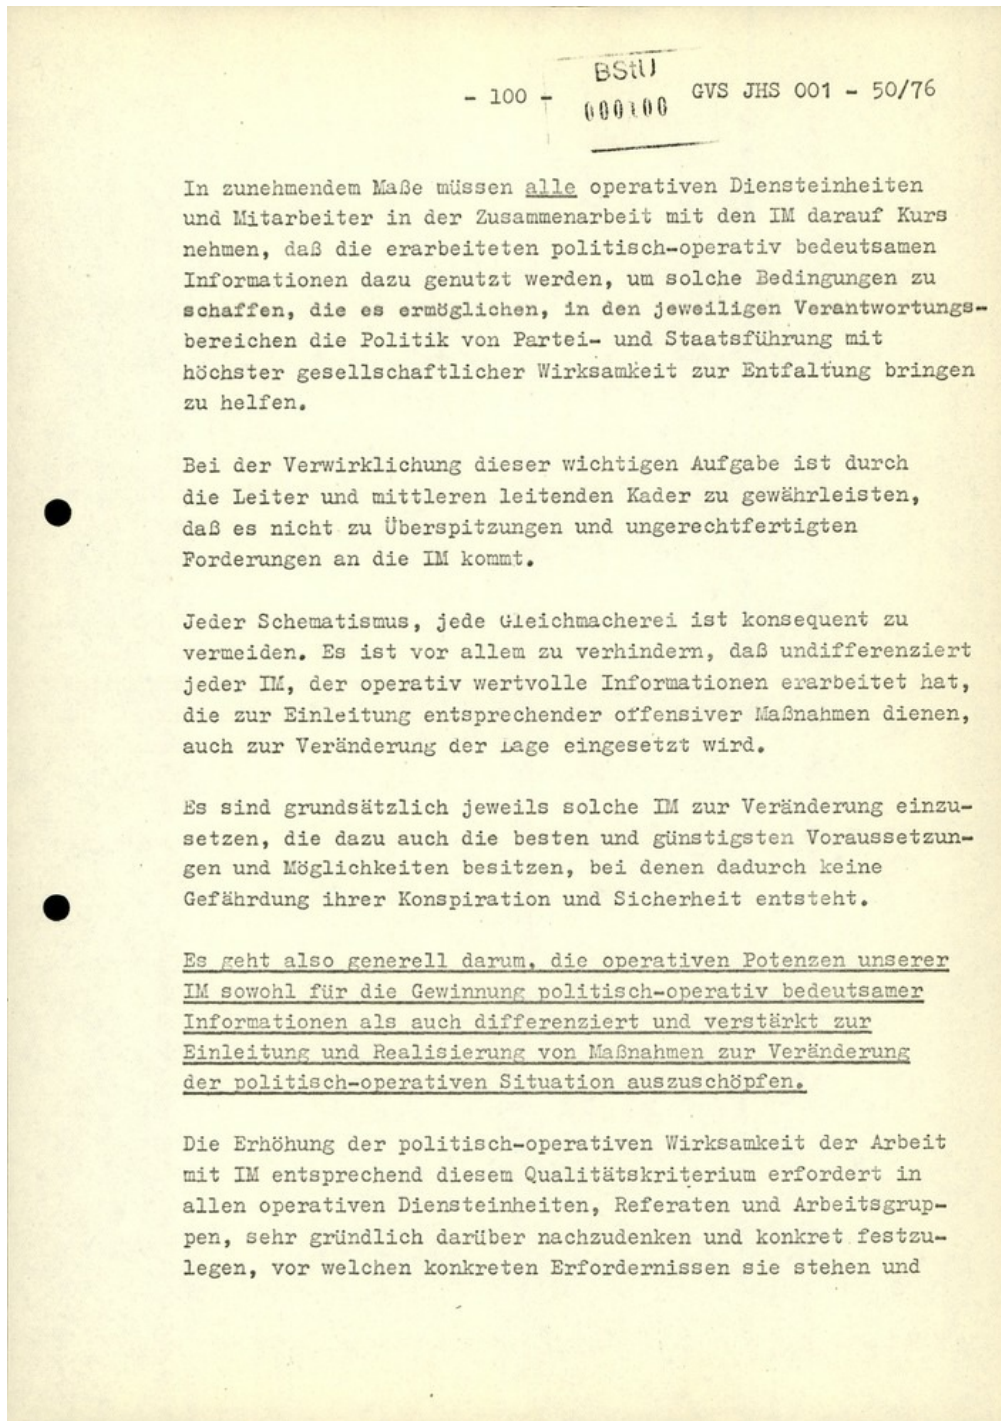 BStU
- 100 -
000100
GVS JHS 001 - 50/76
In zunehmendem Maße müssen alle operativen Diensteinheiten
und Mitarbeiter in der Zusammenarbeit mit den IM darauf Kurs
nehmen, daß die erarbeiteten politisch-operativ bedeutsamen
Informationen dazu genutzt werden, um solche Bedingungen zu
schaffen, die es ermöglichen, in den jeweiligen Verantwortungs-
bereichen die Politik von Partei- und Staatsführung mit
höchster gesellschaftlicher Wirksamkeit zur Entfaltung bringen
zu helfen.
Bei der Verwirklichung dieser wichtigen Aufgabe ist durch
die Leiter und mittleren leitenden Kader zu gewährleisten,
daß es nicht zu Überspitzungen und ungerechtfertigten
Forderungen an die IM kommt.
Jeder Schematismus, jede Gleichmacherei ist konsequent zu
vermeiden. Es ist vor allem zu verhindern, daß undifferenziert
jeder IM, der operativ wertvolle Informationen erarbeitet hat,
die zur Einleitung entsprechender offensiver Maßnahmen dienen,
auch zur Veränderung der Lage eingesetzt wird.
Es sind grundsätzlich jeweils solche IM zur Veränderung einzu-
setzen, die dazu auch die besten und günstigsten Voraussetzun-
gen und Möglichkeiten besitzen, bei denen dadurch keine
Gefährdung ihrer Konspiration und Sicherheit entsteht.
Es geht also generell darum, die operativen Potenzen unserer
IM sowohl für die Gewinnung politisch-operativ bedeutsamer
Informationen als auch differenziert und verstärkt zur
Einleitung und Realisierung von Maßnahmen zur Veränderung
der politisch-operativen Situation auszuschöpfen.
Die Erhöhung der politisch-operativen Wirksamkeit der Arbeit
mit IM entsprechend diesem Qualitätskriterium erfordert in
allen operativen Diensteinheiten, Referaten und Arbeitsgrup-
pen, sehr gründlich darüber nachzudenken und konkret festzu-
legen, vor welchen konkreten Erfordernissen sie stehen und